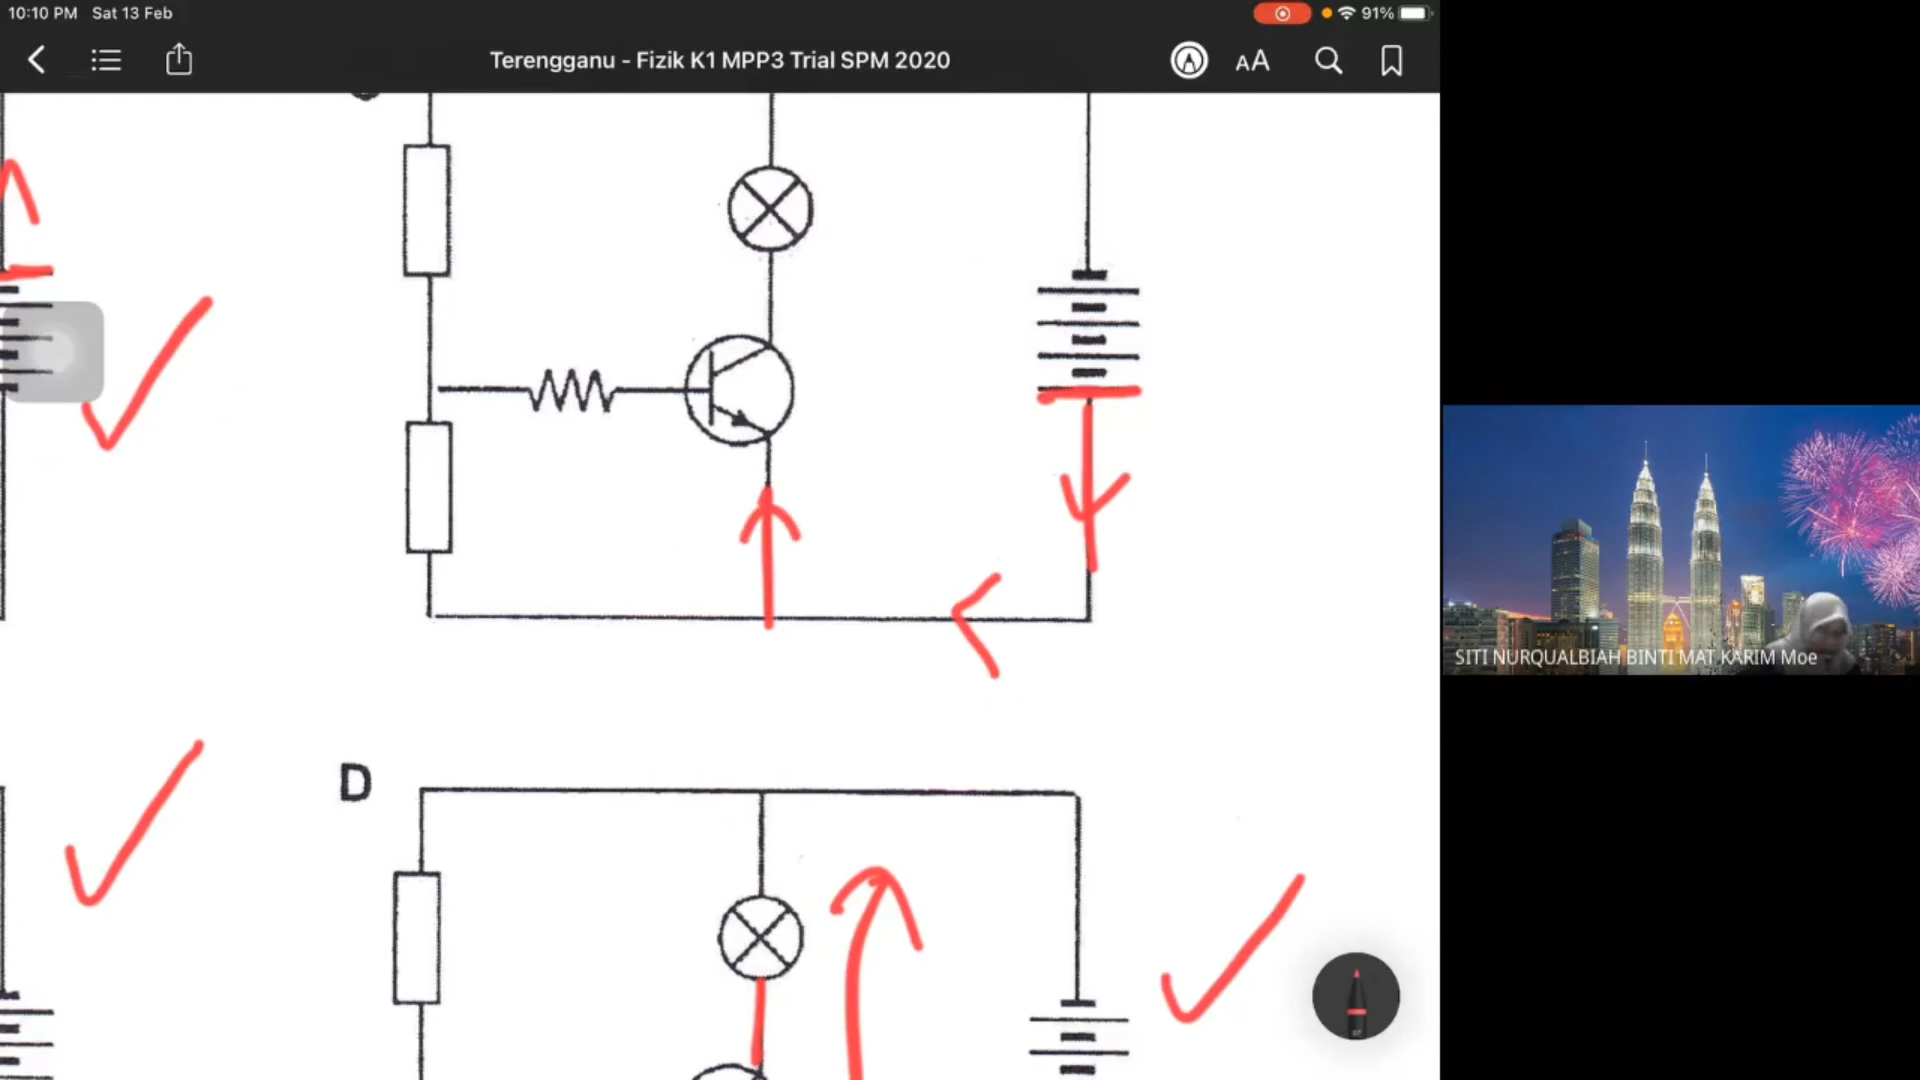 10:10 PM Sat 13 Feb
91%
Terengganu - Fizik K1 MPP3 Trial SPM 2020
AA
D
SITI NURQUALBIAH BINTI MAT KARIM Moe